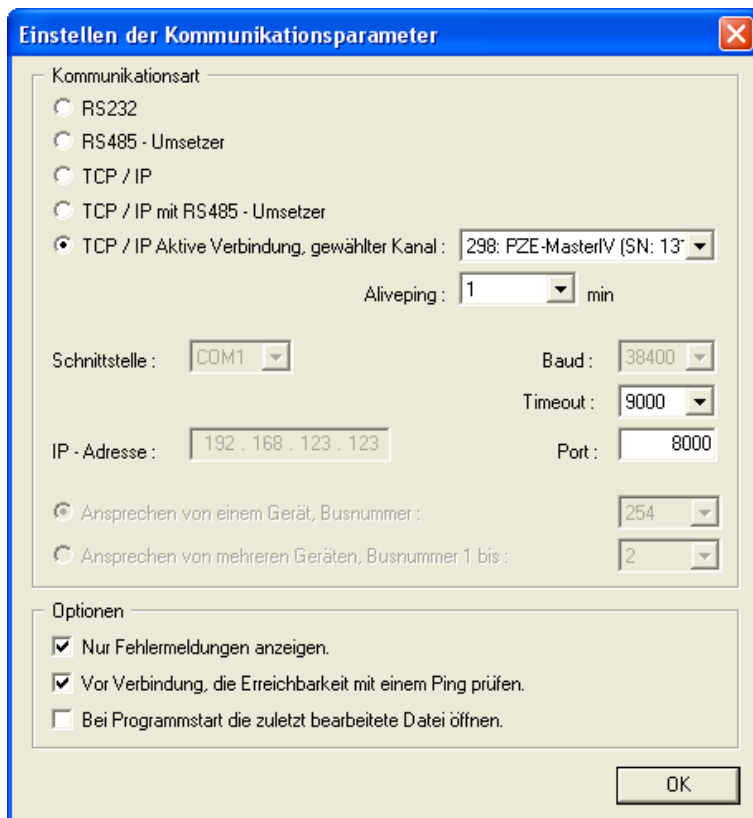 Einstellen der Kommunikationsparameter
Kommunikationsart
RS232
RS485 - Umsetzer
TCP / IP
TCP / IP mit RS485 - Umsetzer
TCP / IP Aktive Verbindung, gewählter Kanal : 298: PZE-MasterIV (SN: 13
Aliveping : 1 min
Schnittstelle : COM1 Baud : 38400
Timeout : 9000
IP - Adresse : 192 . 168 . 123 . 123 Port : 8000
Ansprechen von einem Gerät, Busnummer : 254
Ansprechen von mehreren Geräten, Busnummer 1 bis : 2
Optionen
Nur Fehlermeldungen anzeigen.
Vor Verbindung, die Erreichbarkeit mit einem Ping prüfen.
Bei Programmstart die zuletzt bearbeitete Datei öffnen.
OK